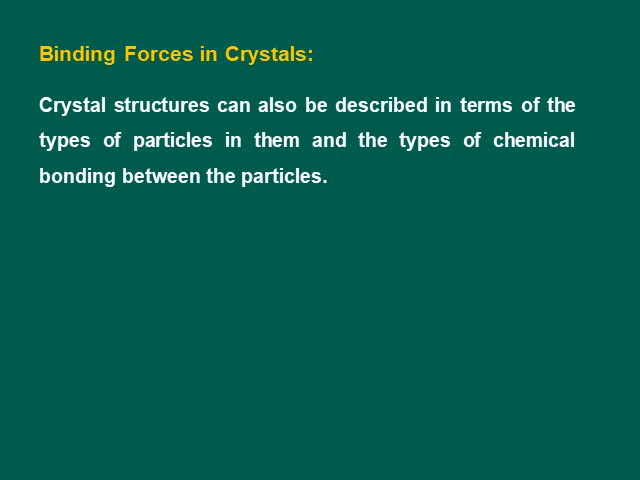 Binding Forces in Crystals:
Crystal structures can also be described in terms of the
types of particles in them and the types of chemical
bonding between the particles.